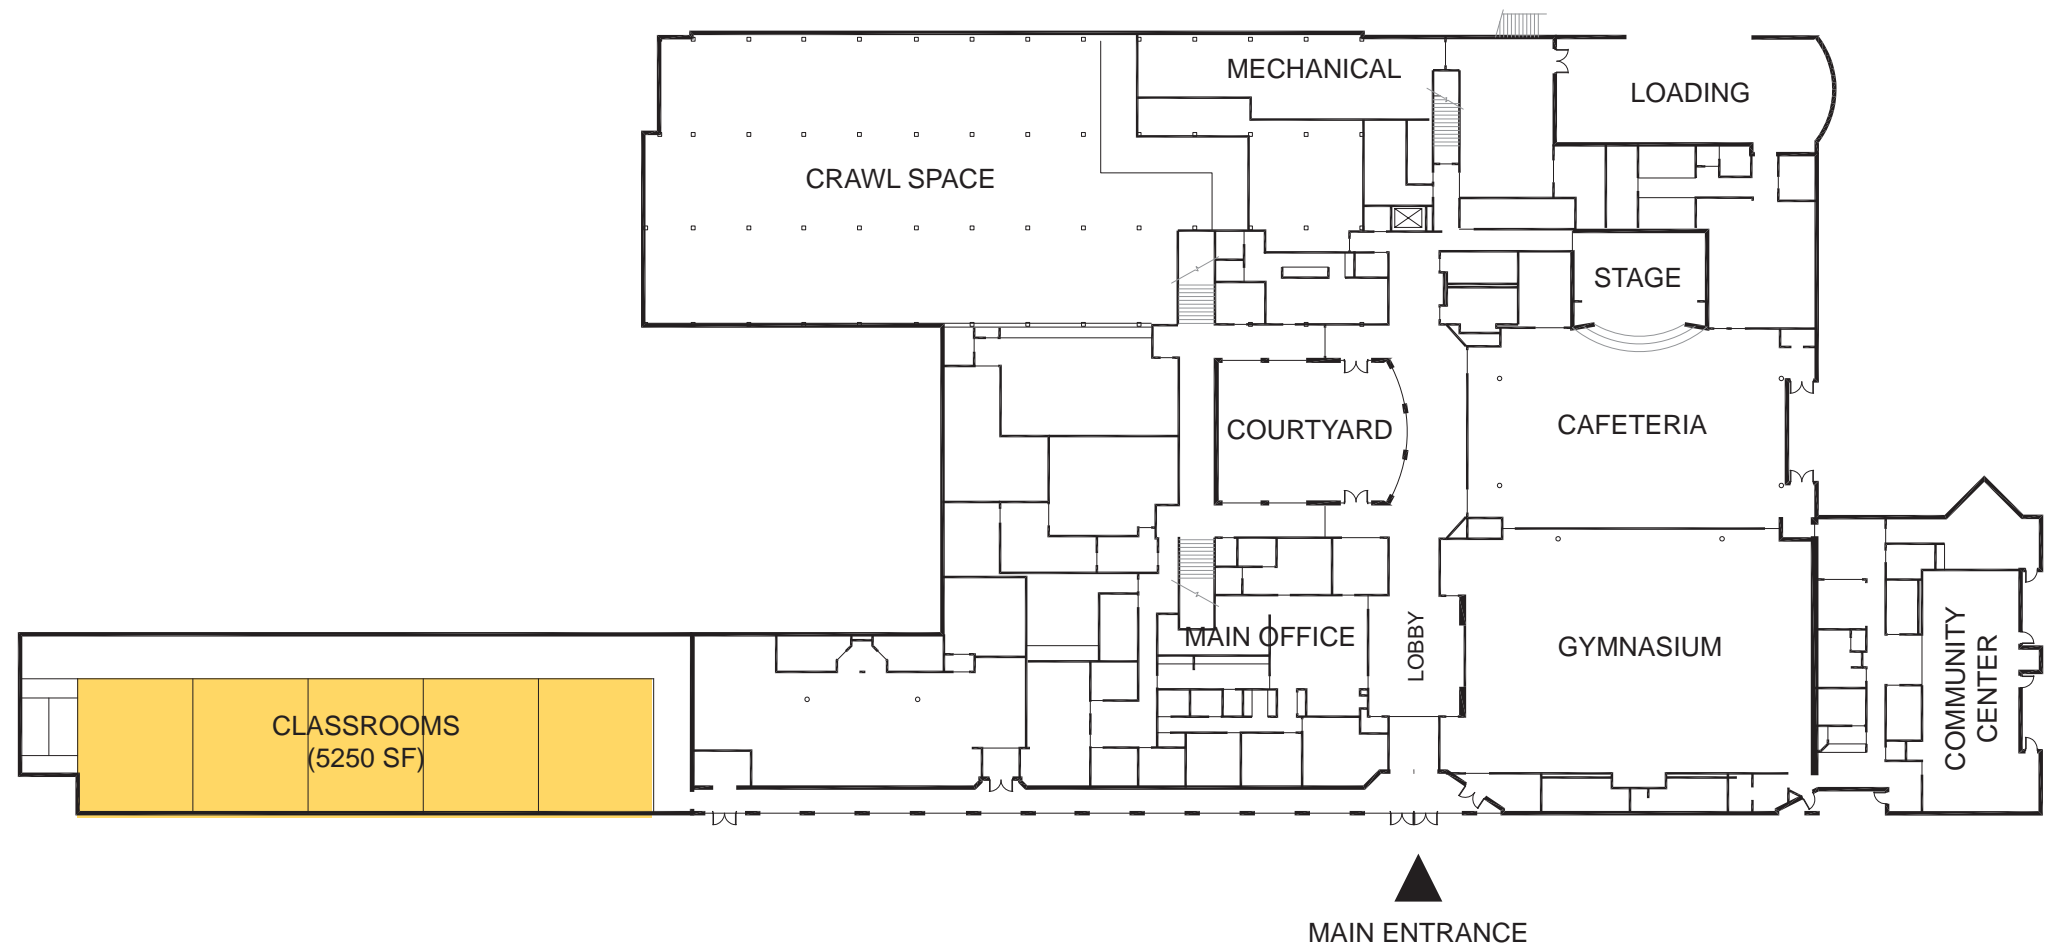 MECHANICAL
LOADING
CRAWL SPACE
STAGE
COURTYARD
CAFETERIA
MAIN OFFICE
LOBBY
GYMNASIUM
COMMUNITY
CENTER
CLASSROOMS
(5250 SF)
MAIN ENTRANCE